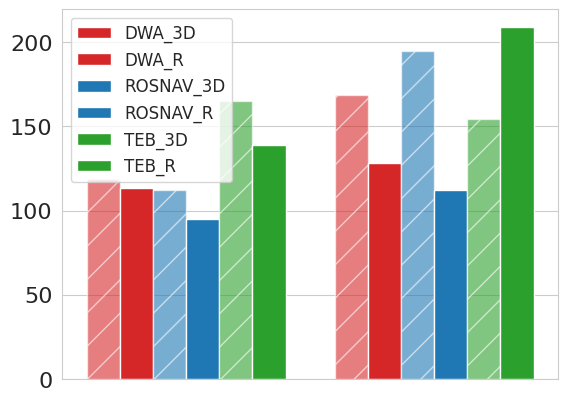 200
150
100
50
0
DWA_3D
DWA_R
ROSNAV_3D
ROSNAV_R
TEB_3D
TEB_R